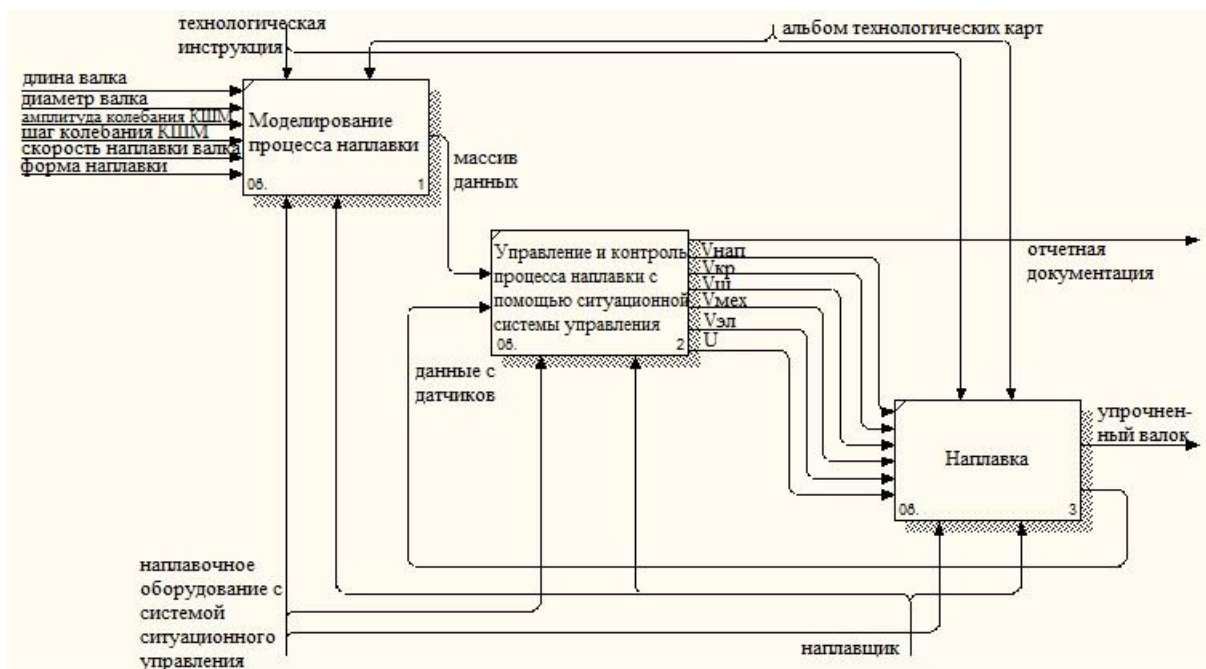 технологическая
инструкция
альбом технологических карт
длина валка
диаметр валка
амплитуда колебания КШМ
шаг колебания КШМ
скорость наплавки валка
форма наплавки
Моделирование
процесса наплавки
0б.
1
массив
данных
Управление и контроль
процесса наплавки с
помощью ситуационной
системы управления
0б.
2
Vнап
Vкр
Vш
Vмех
Vэл
U
отчетная
документация
данные с
датчиков
Наплавка
0б.
3
упрочнен-
ный валок
наплавочное
оборудование с
системой
ситуационного
управления
наплавщик